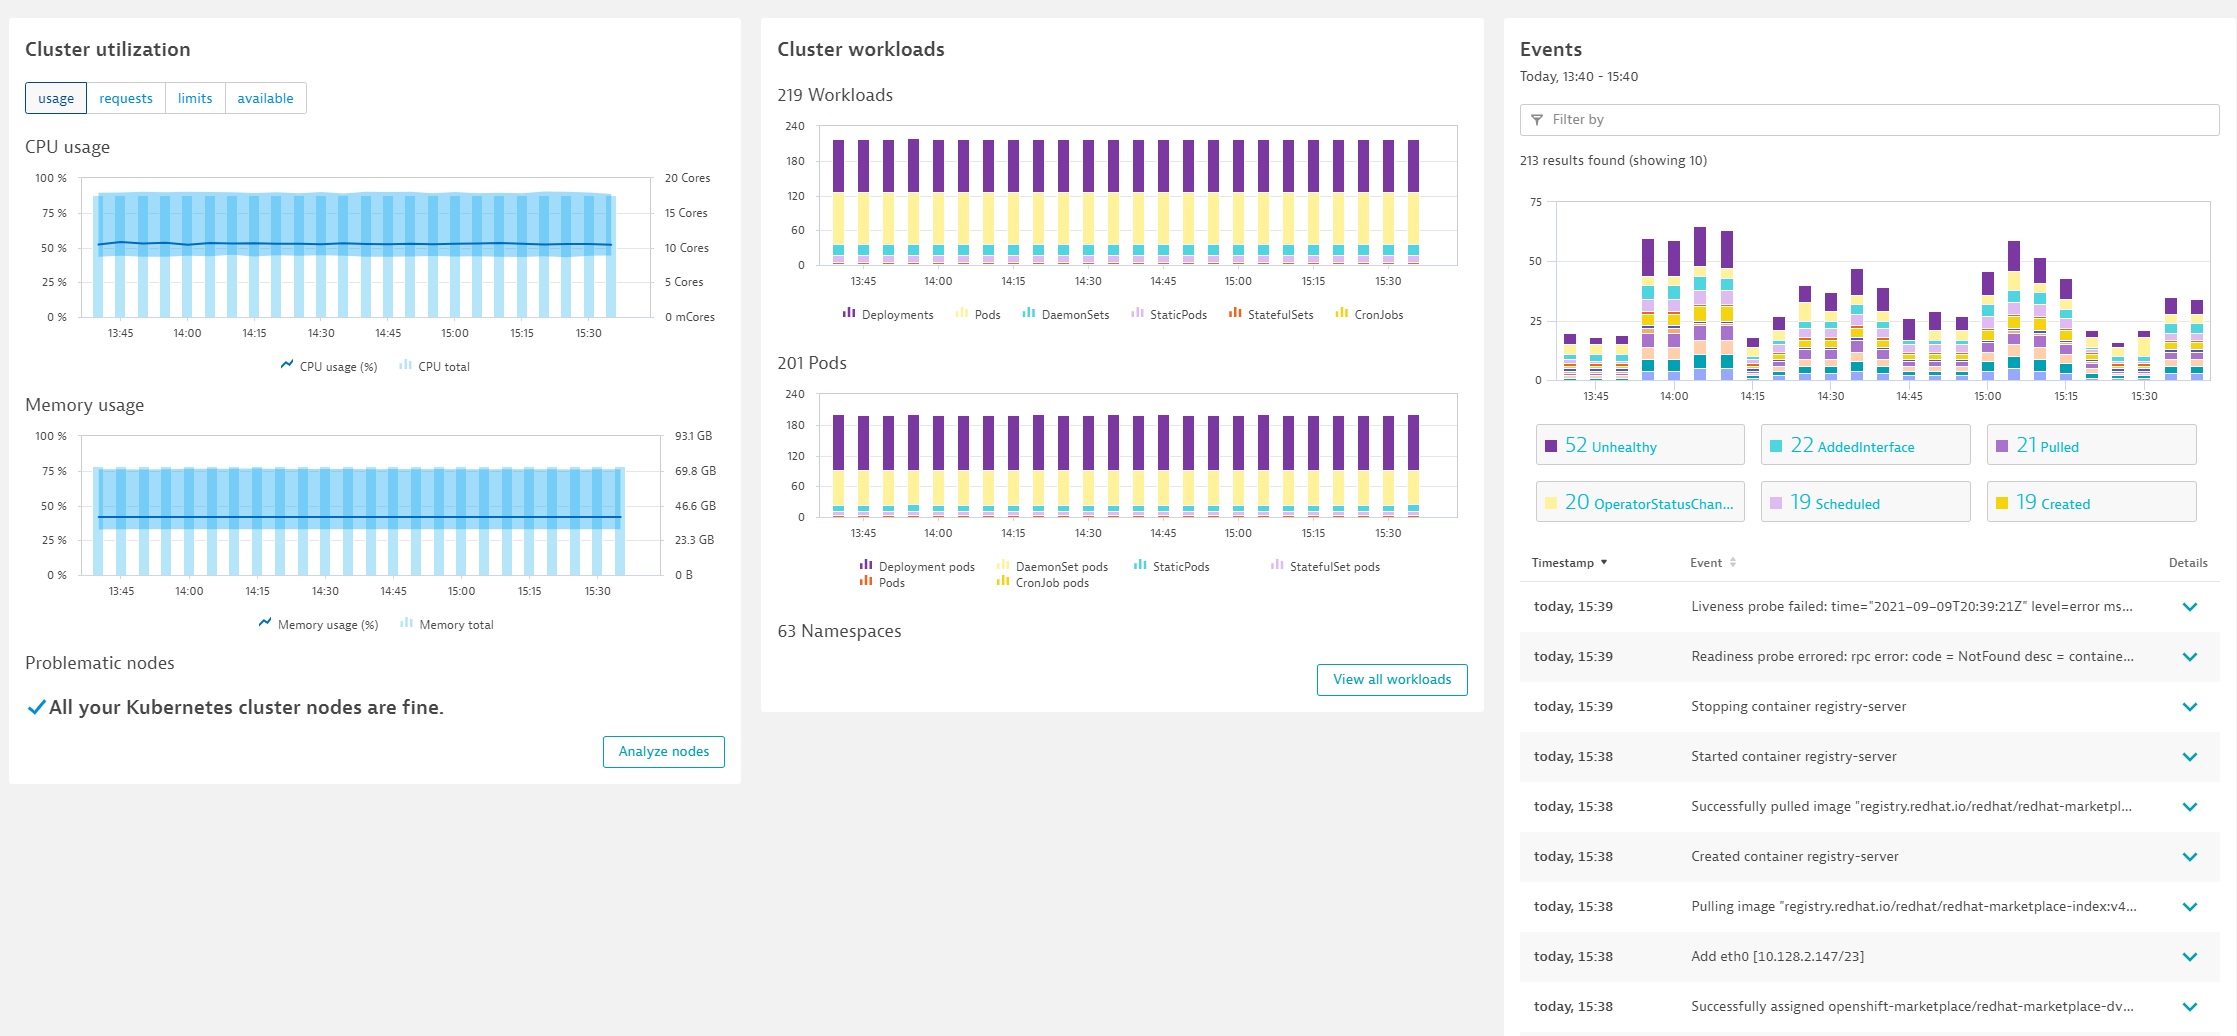 Cluster utilization
usage requests limits available
CPU usage
100 % 20 Cores
75 % 15 Cores
50 % 10 Cores
25 % 5 Cores
0 % 0 mCores
13:45 14:00 14:15 14:30 14:45 15:00 15:15 15:30
CPU usage (%) CPU total
Memory usage
100 % 93.1 GB
75 % 69.8 GB
50 % 46.6 GB
25 % 23.3 GB
0 % 0 B
13:45 14:00 14:15 14:30 14:45 15:00 15:15 15:30
Memory usage (%) Memory total
Problematic nodes
All your Kubernetes cluster nodes are fine.
Analyze nodes
Cluster workloads
219 Workloads
240
180
120
60
0
13:45 14:00 14:15 14:30 14:45 15:00 15:15 15:30
Deployments Pods DaemonSets StaticPods StatefulSets CronJobs
201 Pods
240
180
120
60
0
13:45 14:00 14:15 14:30 14:45 15:00 15:15 15:30
Deployment pods DaemonSet pods StaticPods StatefulSet pods
Pods CronJob pods
63 Namespaces
View all workloads
Events
Today, 13:40 - 15:40
Filter by
213 results found (showing 10)
75
50
25
0
13:45 14:00 14:15 14:30 14:45 15:00 15:15 15:30
52 Unhealthy 22 AddedInterface 21 Pulled
20 OperatorStatusChan... 19 Scheduled 19 Created
Timestamp Event Details
today, 15:39 Liveness probe failed: time="2021-09-09T20:39:21Z" level=error ms...
today, 15:39 Readiness probe errored: rpc error: code = NotFound desc = containe...
today, 15:39 Stopping container registry-server
today, 15:38 Started container registry-server
today, 15:38 Successfully pulled image "registry.redhat.io/redhat/redhat-marketpl...
today, 15:38 Created container registry-server
today, 15:38 Pulling image "registry.redhat.io/redhat/redhat-marketplace-index:v4...
today, 15:38 Add eth0 [10.128.2.147/23]
today, 15:38 Successfully assigned openshift-marketplace/redhat-marketplace-dv...